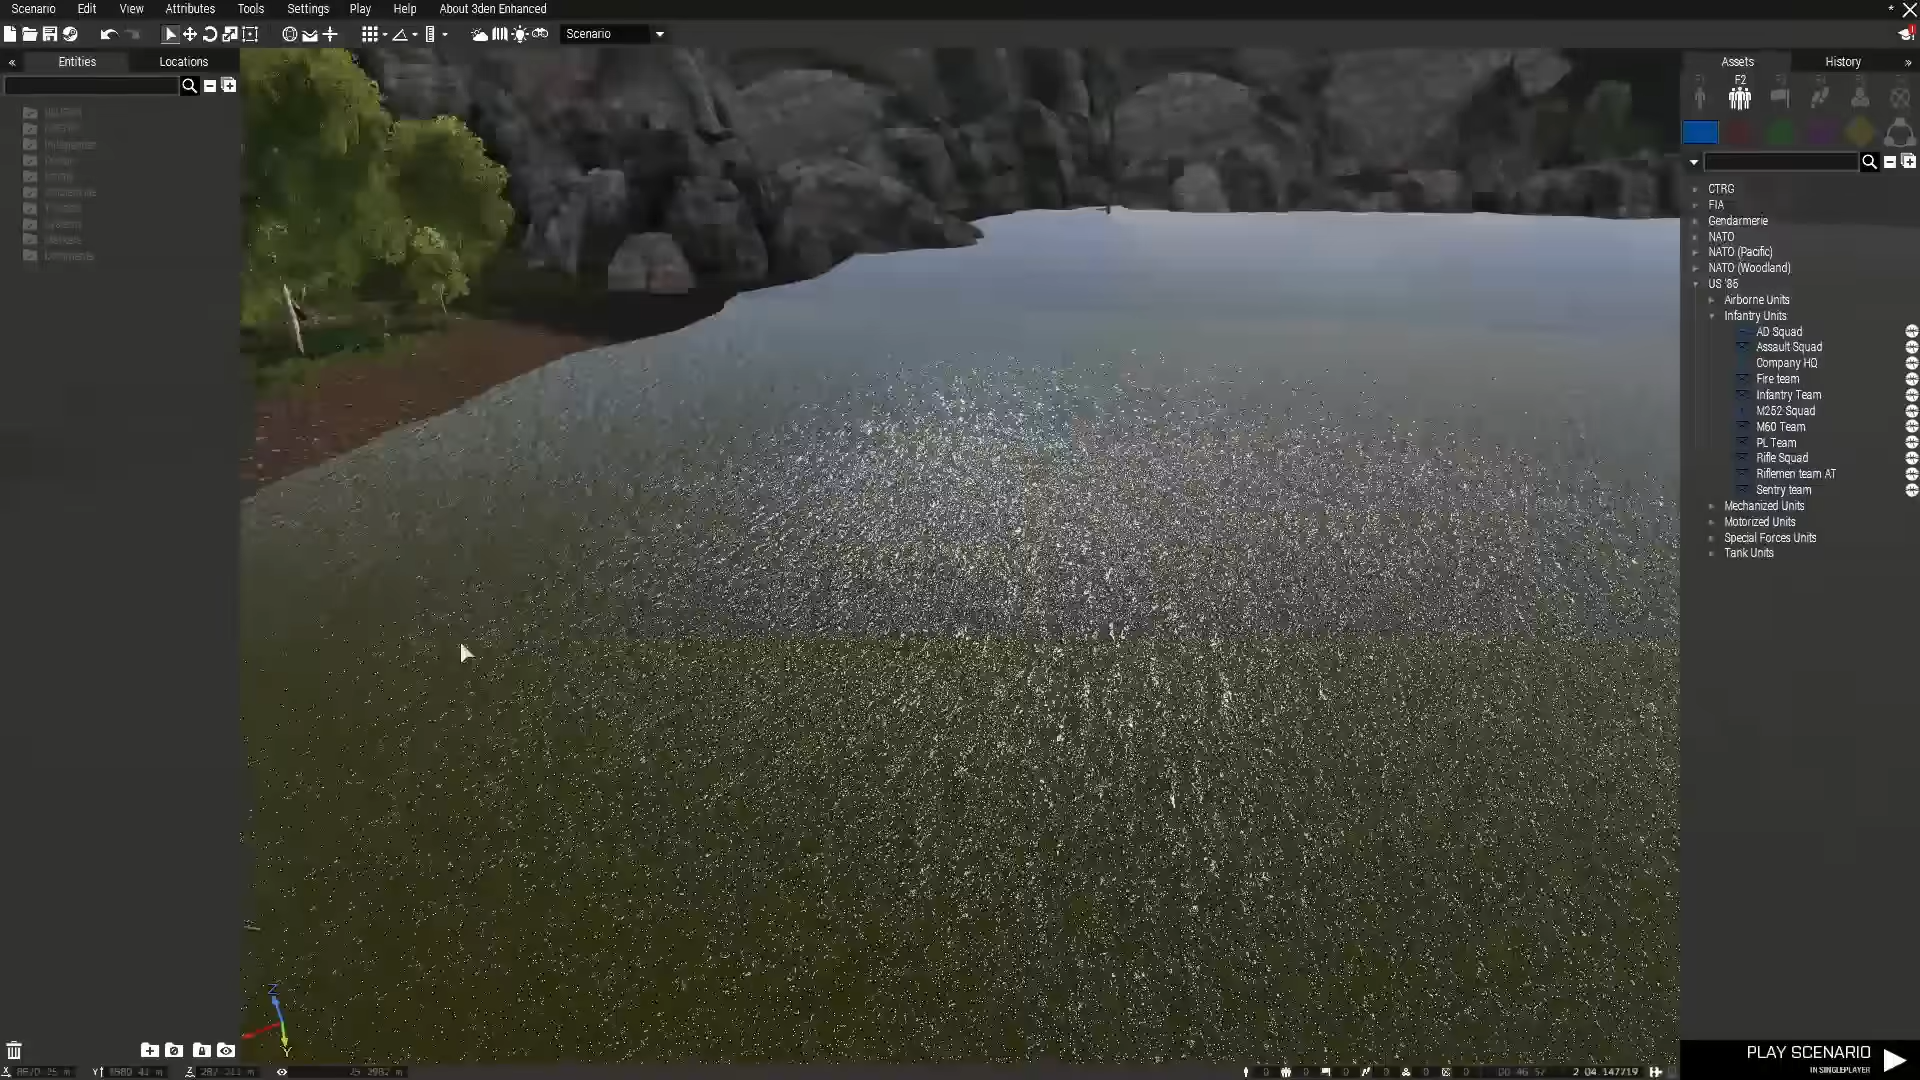 Scenario Edit View Attributes Tools Settings Play Help About 3den Enhanced
Scenario
Entities Locations
Assets History
F2
CTRG
FIA
Gendarmerie
NATO
NATO (Pacific)
NATO (Woodland)
US '85
Airborne Units
Infantry Units
AD Squad
Assault Squad
Company HQ
Fire team
Infantry Team
M252 Squad
M60 Team
PL Team
Rifle Squad
Riflemen team AT
Sentry team
Mechanized Units
Motorized Units
Special Forces Units
Tank Units
Z
Y
PLAY SCENARIO
IN SINGLEPLAYER
X Y Z
2.04.147719